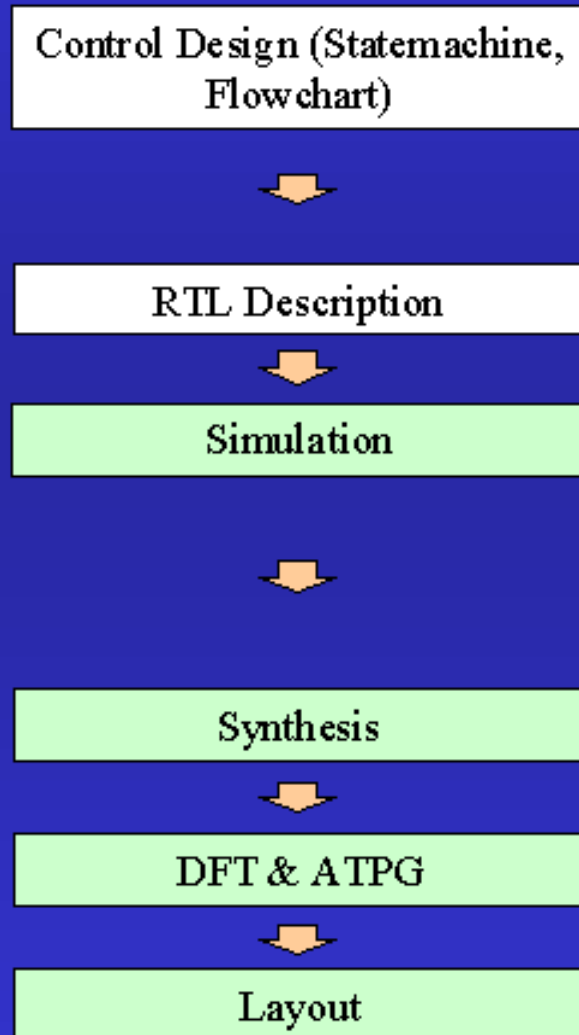 Control Design (Statemachine,
Flowchart)
RTL Description
Simulation
Synthesis
DFT & ATPG
Layout